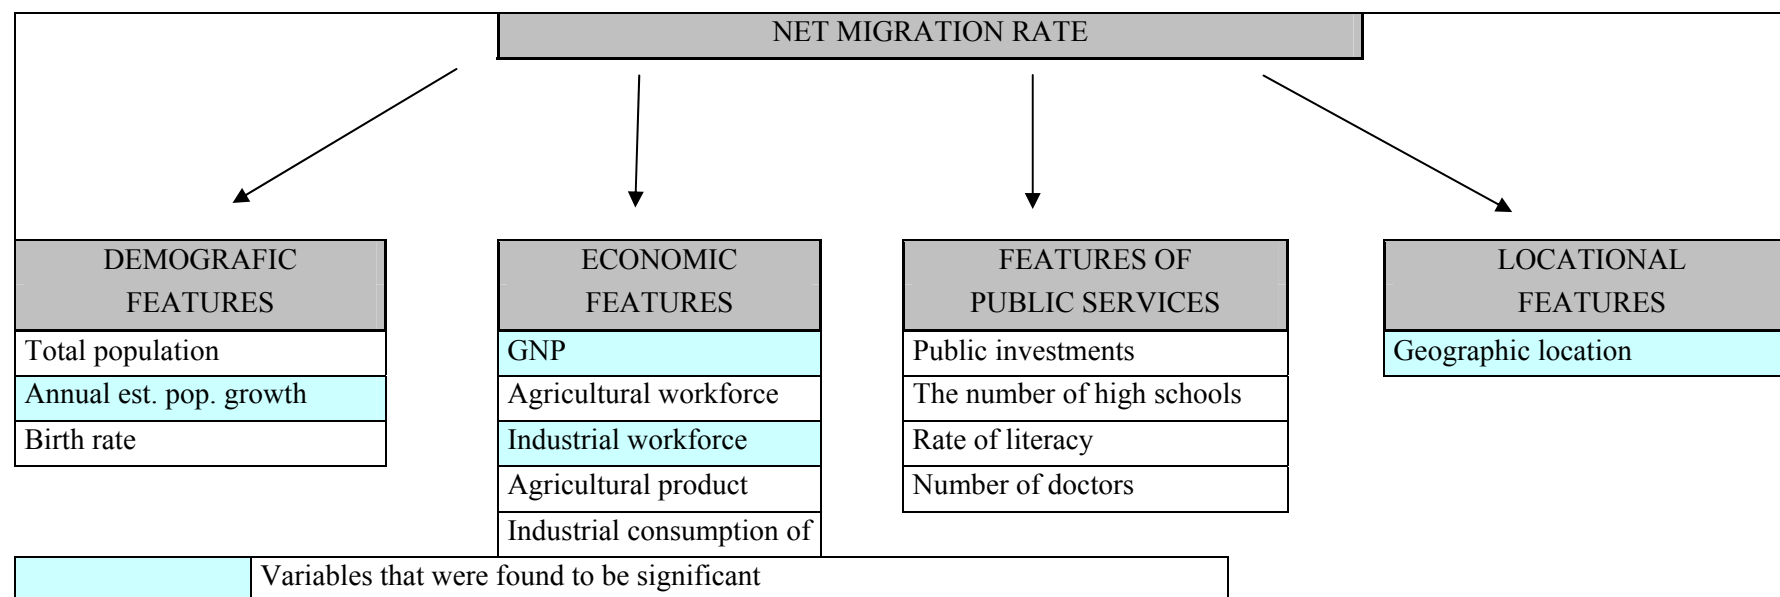 NET MIGRATION RATE
DEMOGRAFIC
FEATURES
Total population
Annual est. pop. growth
Birth rate
ECONOMIC
FEATURES
GNP
Agricultural workforce
Industrial workforce
Agricultural product
Industrial consumption of
FEATURES OF
PUBLIC SERVICES
Public investments
The number of high schools
Rate of literacy
Number of doctors
LOCATIONAL
FEATURES
Geographic location
Variables that were found to be significant